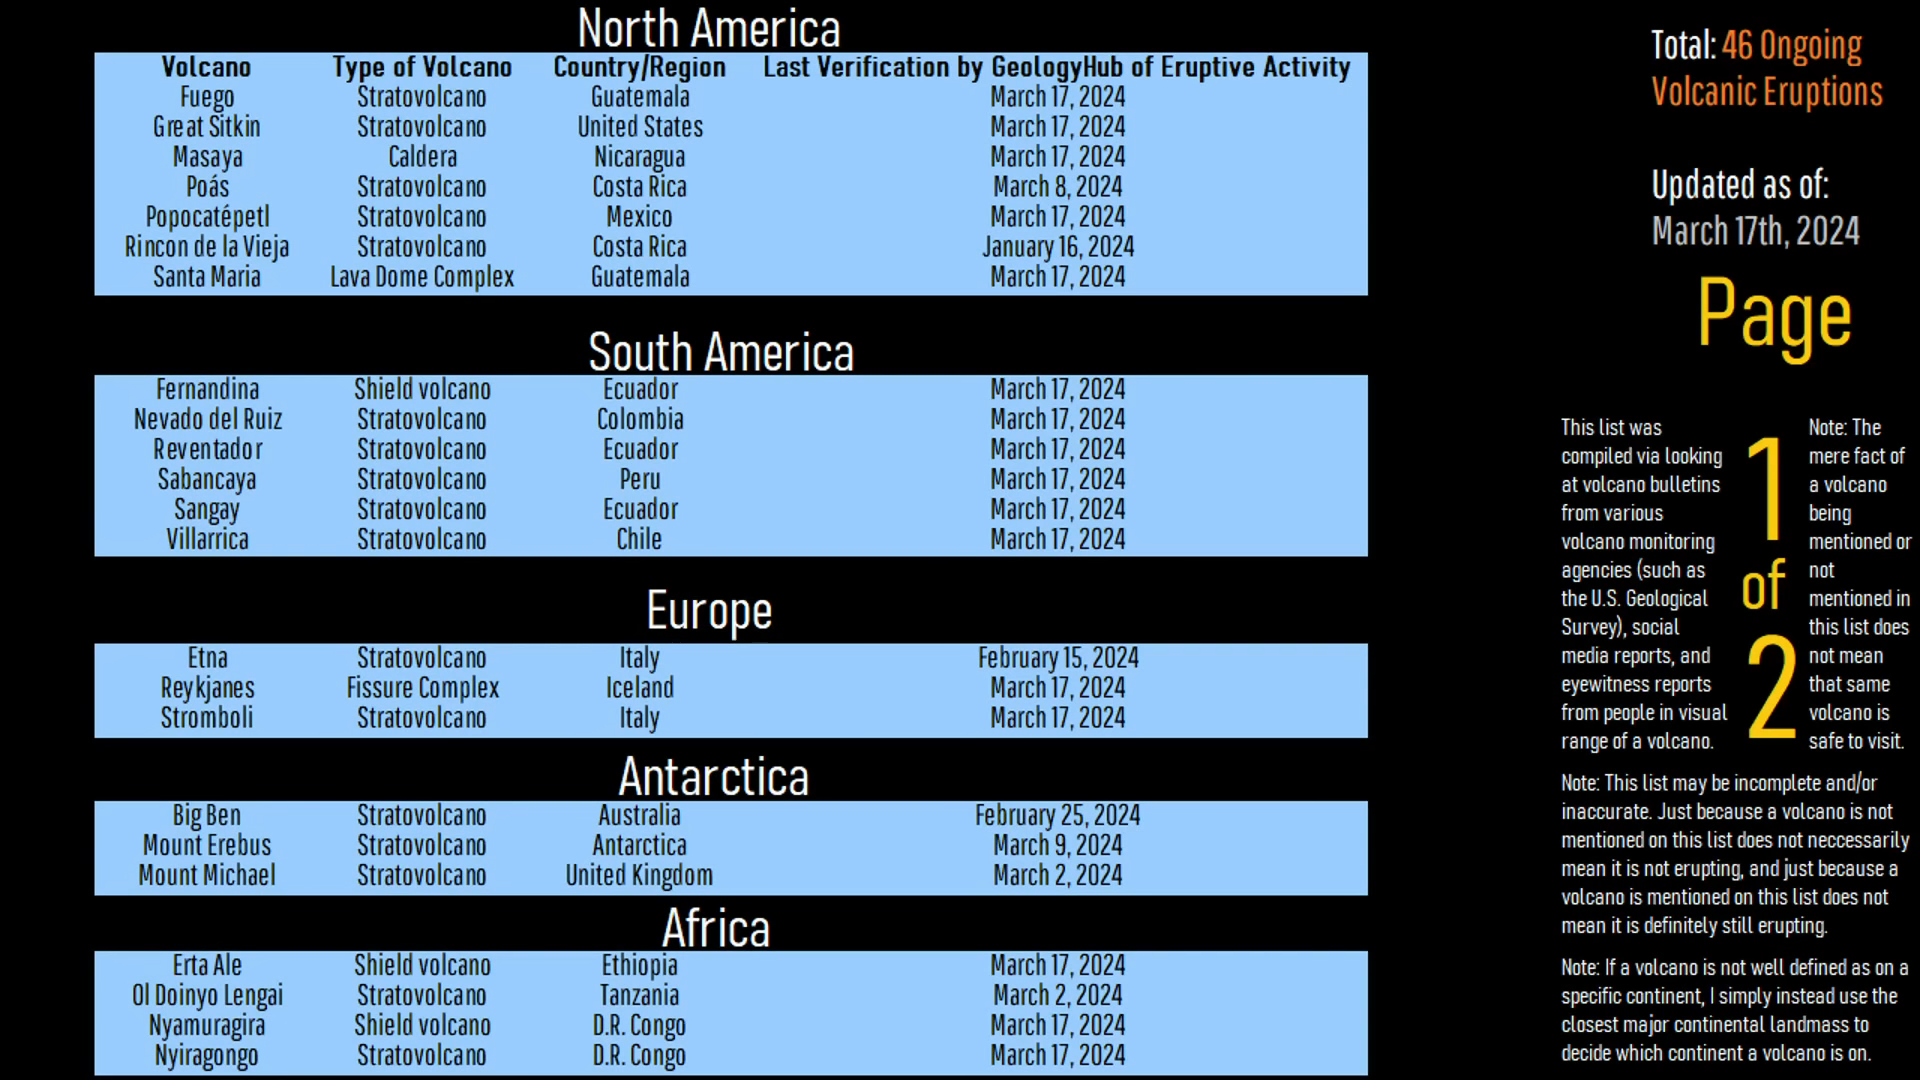 North America
Volcano Type of Volcano Country/Region Last Verification by GeologyHub of Eruptive Activity
Fuego Stratovolcano Guatemala March 17, 2024
Great Sitkin Stratovolcano United States March 17, 2024
Masaya Caldera Nicaragua March 17, 2024
Poás Stratovolcano Costa Rica March 8, 2024
Popocatépetl Stratovolcano Mexico March 17, 2024
Rincon de la Vieja Stratovolcano Costa Rica January 16, 2024
Santa Maria Lava Dome Complex Guatemala March 17, 2024
South America
Fernandina Shield volcano Ecuador March 17, 2024
Nevado del Ruiz Stratovolcano Colombia March 17, 2024
Reventador Stratovolcano Ecuador March 17, 2024
Sabancaya Stratovolcano Peru March 17, 2024
Sangay Stratovolcano Ecuador March 17, 2024
Villarrica Stratovolcano Chile March 17, 2024
Europe
Etna Stratovolcano Italy February 15, 2024
Reykjanes Fissure Complex Iceland March 17, 2024
Stromboli Stratovolcano Italy March 17, 2024
Antarctica
Big Ben Stratovolcano Australia February 25, 2024
Mount Erebus Stratovolcano Antarctica March 9, 2024
Mount Michael Stratovolcano United Kingdom March 2, 2024
Africa
Erta Ale Shield volcano Ethiopia March 17, 2024
Ol Doinyo Lengai Stratovolcano Tanzania March 2, 2024
Nyamuragira Shield volcano D.R. Congo March 17, 2024
Nyiragongo Stratovolcano D.R. Congo March 17, 2024
Total: 46 Ongoing
Volcanic Eruptions
Updated as of:
March 17th, 2024
Page
1
of
2
This list was
compiled via looking
at volcano bulletins
from various
volcano monitoring
agencies (such as
the U.S. Geological
Survey), social
media reports, and
eyewitness reports
from people in visual
range of a volcano.
Note: The
mere fact of
a volcano
being
mentioned or
not
mentioned in
this list does
not mean
that same
volcano is
safe to visit.
Note: This list may be incomplete and/or
inaccurate. Just because a volcano is not
mentioned on this list does not neccessarily
mean it is not erupting, and just because a
volcano is mentioned on this list does not
mean it is definitely still erupting.
Note: If a volcano is not well defined as on a
specific continent, I simply instead use the
closest major continental landmass to
decide which continent a volcano is on.